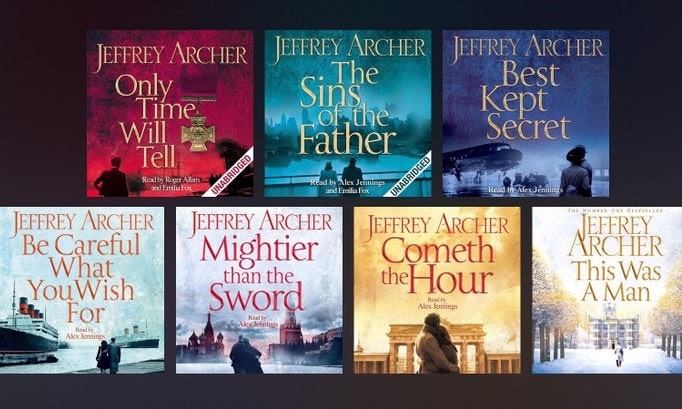 JEFFREY ARCHER
Only
Time
Will
Tell
Read by Roger Allam
and Emilia Fox
UNABRIDGED
JEFFREY ARCHER
The
Sins
of the
Father
Read by Alex Jennings
and Emilia Fox
UNABRIDGED
JEFFREY ARCHER
Best
Kept
Secret
Read by Alex Jennings
JEFFREY ARCHER
Be Careful
What
You Wish
For
Read by
Alex Jennings
JEFFREY ARCHER
Mightier
than the
Sword
Read by
Alex Jennings
JEFFREY ARCHER
Cometh
the Hour
Read by
Alex Jennings
THE NUMBER ONE BESTSELLER
JEFFREY
ARCHER
This Was
A Man